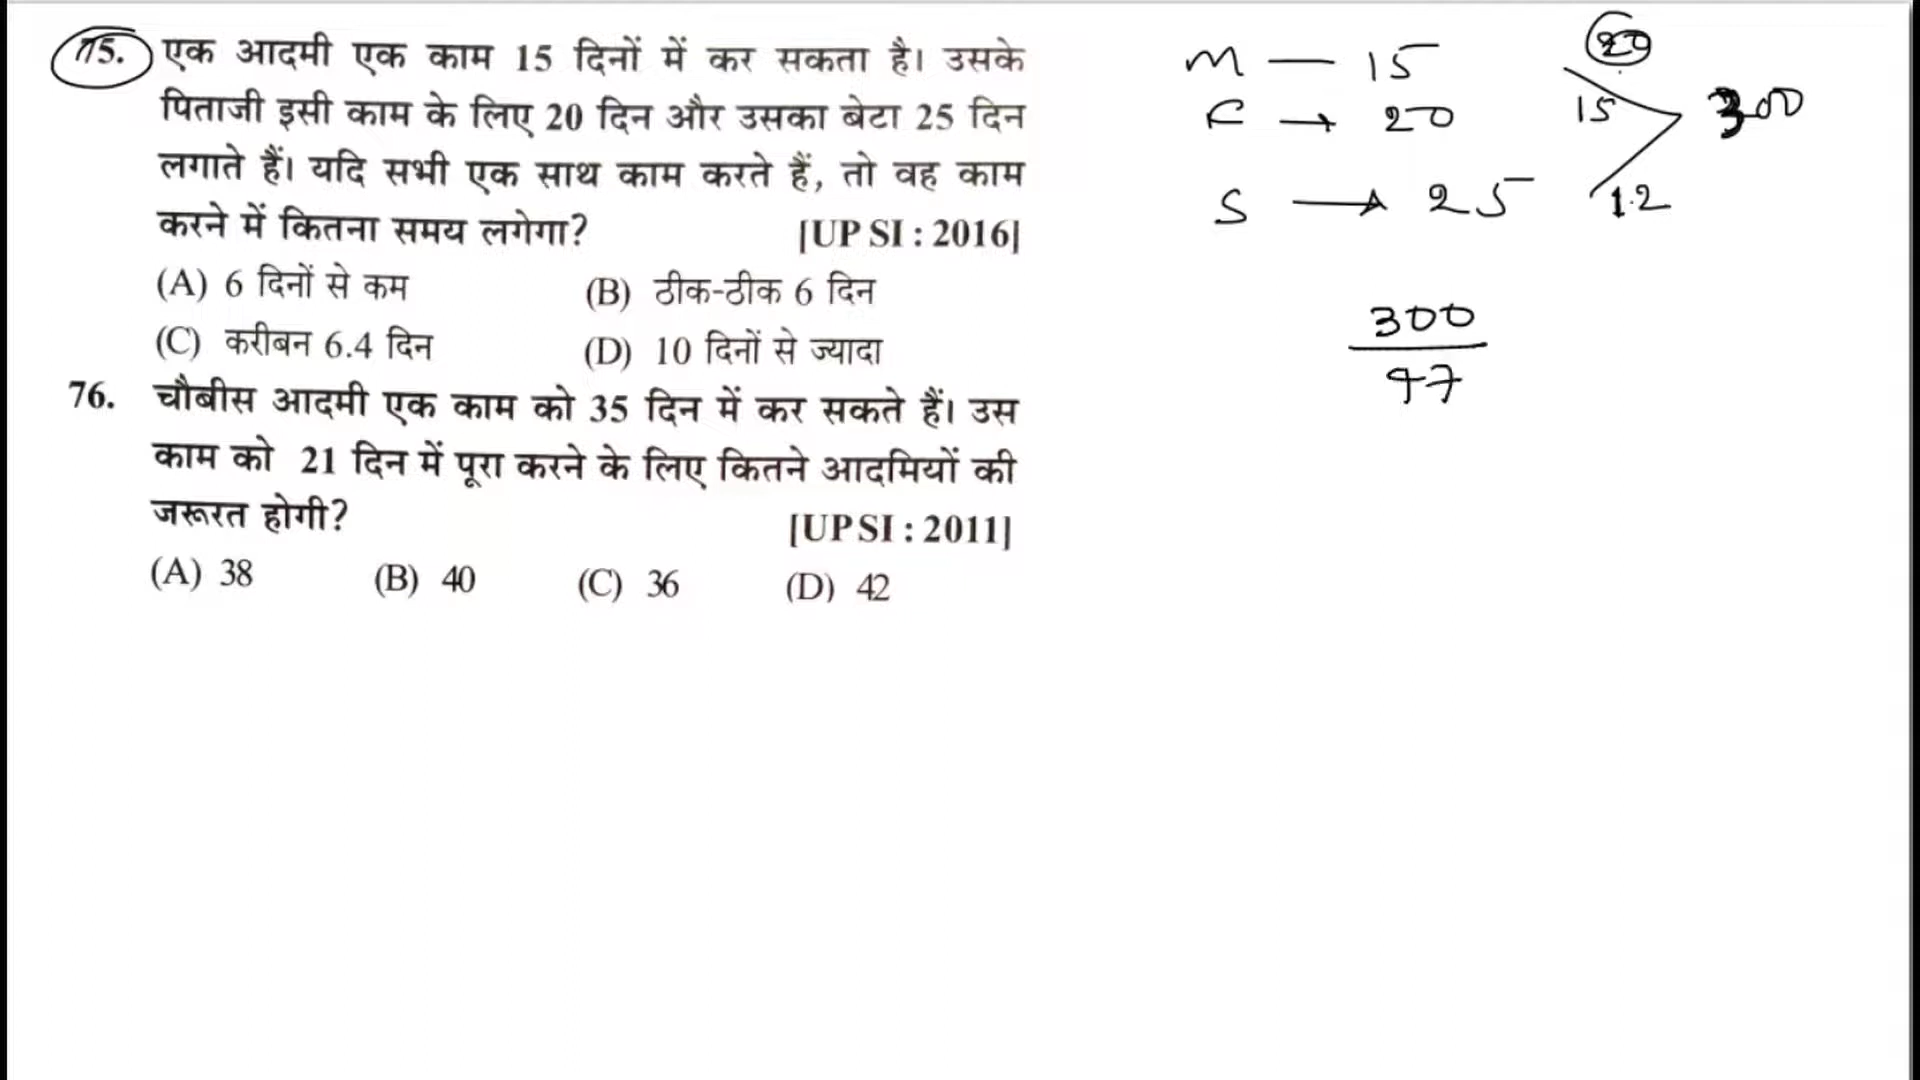 75. एक आदमी एक काम 15 दिनों में कर सकता है। उसके
पिताजी इसी काम के लिए 20 दिन और उसका बेटा 25 दिन
लगाते हैं। यदि सभी एक साथ काम करते हैं, तो वह काम
करने में कितना समय लगेगा? [UP SI : 2016]
(A) 6 दिनों से कम (B) ठीक-ठीक 6 दिन
(C) करीबन 6.4 दिन (D) 10 दिनों से ज्यादा
76. चौबीस आदमी एक काम को 35 दिन में कर सकते हैं। उस
काम को 21 दिन में पूरा करने के लिए कितने आदमियों की
जरूरत होगी? [UP SI : 2011]
(A) 38 (B) 40 (C) 36 (D) 42
M — 15
F → 20
S → 25
20
15
300
12
300
47